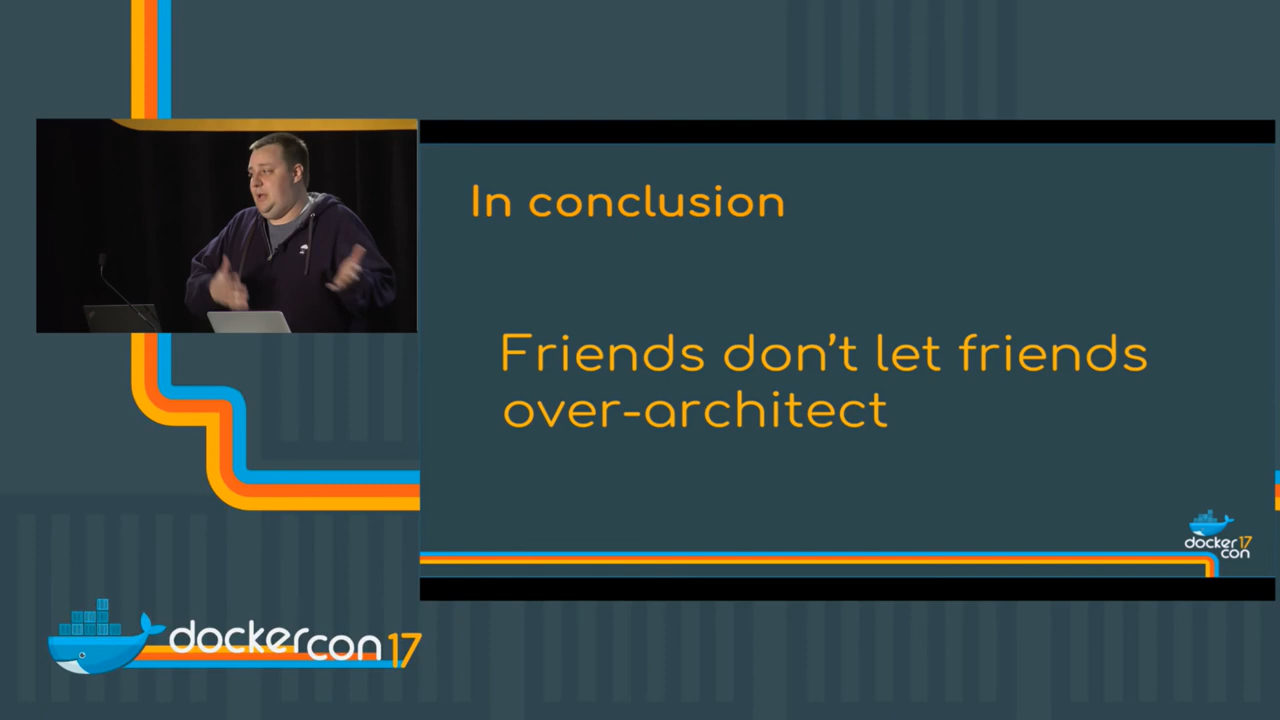 In conclusion
Friends don't let friends
over-architect
docker 17
con
dockercon 17